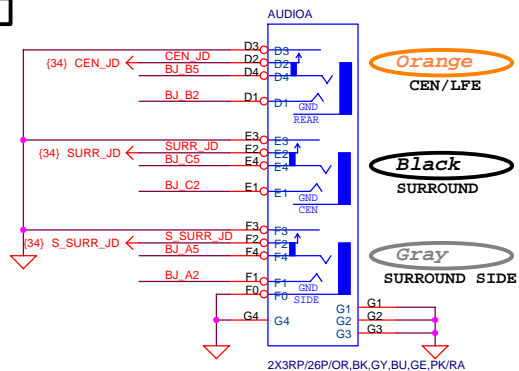 AUDIOA
D3 D3
CEN_JD D2 D2
{34} CEN_JD
BJ_B5 D4 D4
BJ_B2 D1 D1
GND
REAR
Orange
CEN/LFE
E3 E3
SURR_JD E2 E2
{34} SURR_JD
BJ_C5 E4 E4
BJ_C2 E1 E1
GND
CEN
Black
SURROUND
F3 F3
S_SURR_JD F2 F2
{34} S_SURR_JD
BJ_A5 F4 F4
BJ_A2 F1 F1
GND
F0 F0
SIDE
Gray
SURROUND SIDE
G4 G4
G1 G1
G2 G2
G3 G3
2X3RP/26P/OR,BK,GY,BU,GE,PK/RA